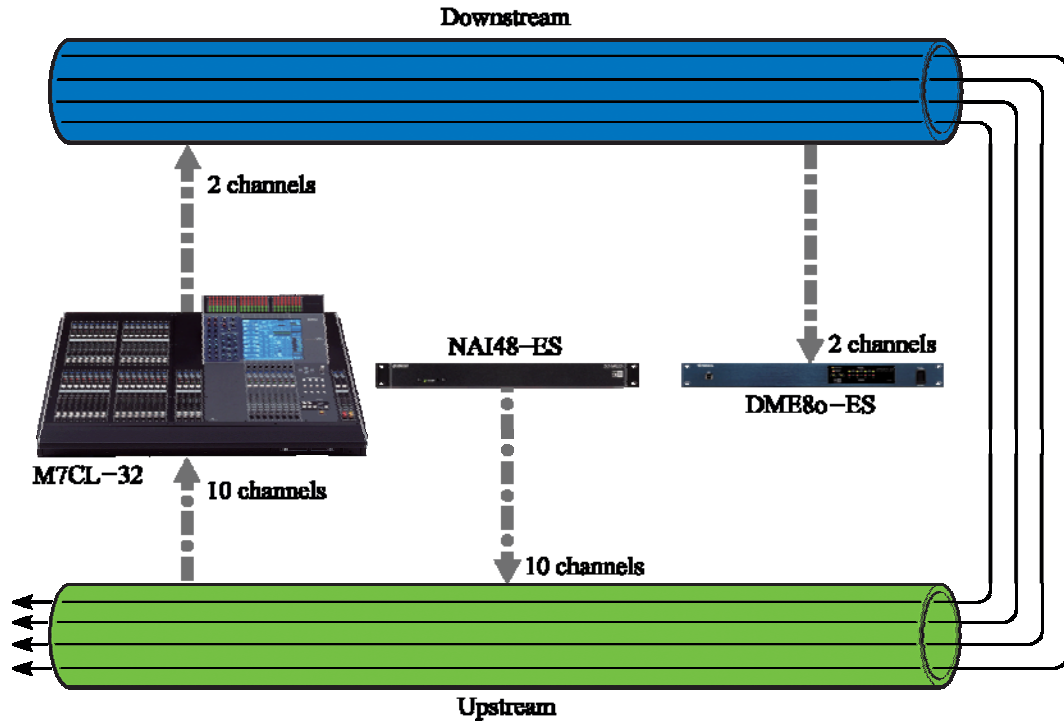 Downstream
2 channels
NAI48-ES
2 channels
DME8o-ES
M7CL-32
10 channels
10 channels
Upstream